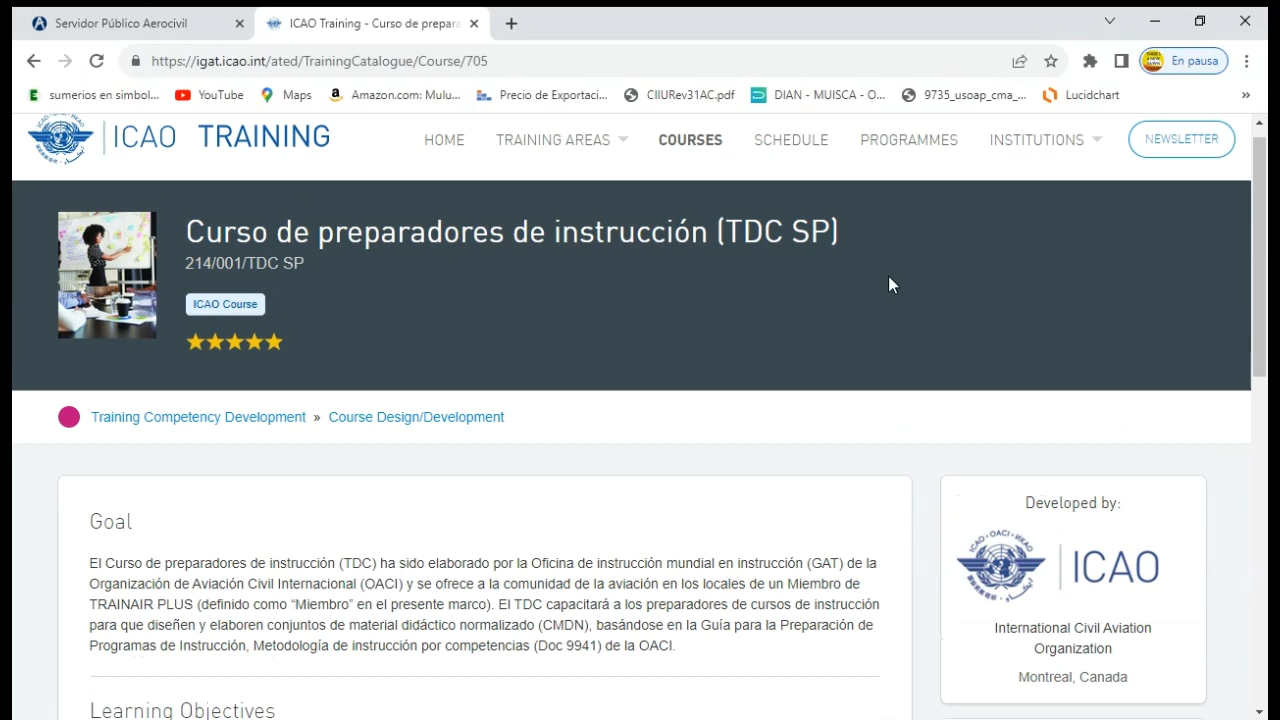 Servidor Público Aerocivil
ICAO Training - Curso de prepara
https://igat.icao.int/ated/TrainingCatalogue/Course/705
En pausa
sumerios en simbol...
YouTube
Maps
Amazon.com: Mulu...
Precio de Exportaci...
CIIURev31AC.pdf
DIAN - MUISCA - O...
9735_usoap_cma_...
Lucidchart
»
ICAO TRAINING
HOME
TRAINING AREAS
COURSES
SCHEDULE
PROGRAMMES
INSTITUTIONS
NEWSLETTER
Curso de preparadores de instrucción (TDC SP)
214/001/TDC SP
ICAO Course
Training Competency Development » Course Design/Development
Goal
El Curso de preparadores de instrucción (TDC) ha sido elaborado por la Oficina de instrucción mundial en instrucción (GAT) de la
Organización de Aviación Civil Internacional (OACI) y se ofrece a la comunidad de la aviación en los locales de un Miembro de
TRAINAIR PLUS (definido como “Miembro” en el presente marco). El TDC capacitará a los preparadores de cursos de instrucción
para que diseñen y elaboren conjuntos de material didáctico normalizado (CMDN), basándose en la Guía para la Preparación de
Programas de Instrucción, Metodología de instrucción por competencias (Doc 9941) de la OACI.
Learning Objectives
Developed by:
ICAO
International Civil Aviation
Organization
Montreal, Canada